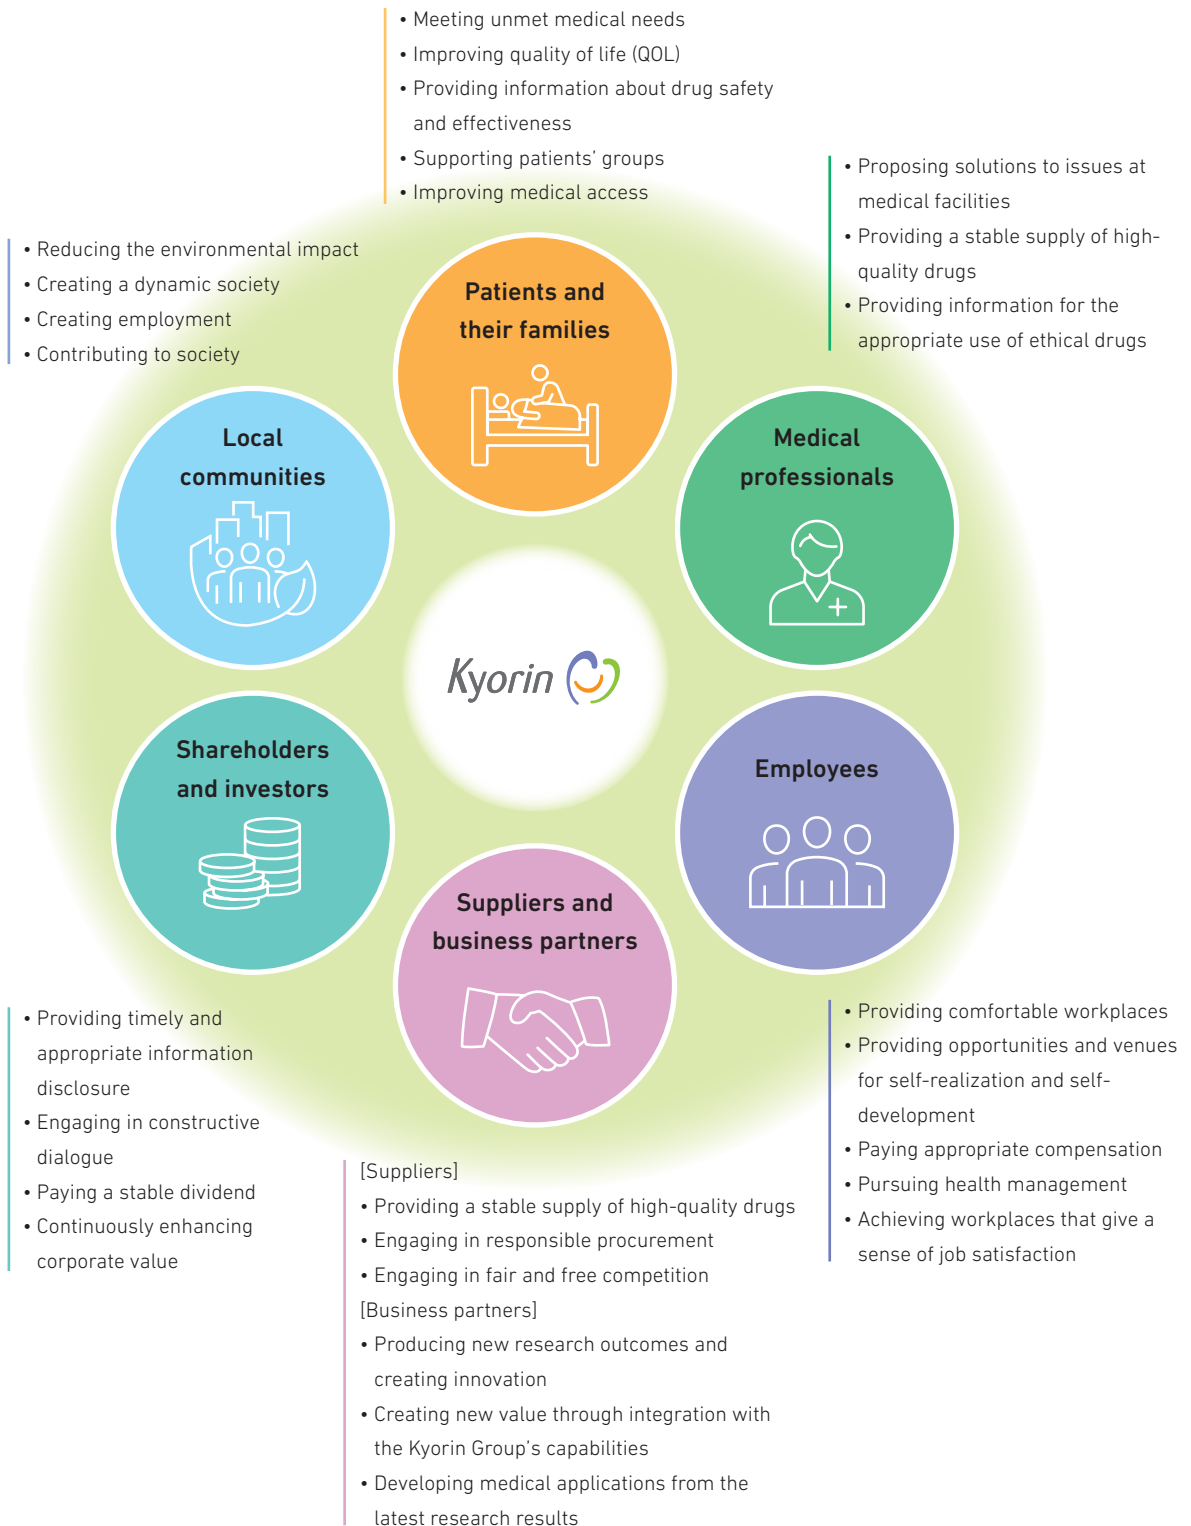 • Meeting unmet medical needs
• Improving quality of life (QOL)
• Providing information about drug safety
and effectiveness
• Supporting patients’ groups
• Improving medical access
• Proposing solutions to issues at
medical facilities
• Providing a stable supply of high-
quality drugs
• Providing information for the
appropriate use of ethical drugs
• Reducing the environmental impact
• Creating a dynamic society
• Creating employment
• Contributing to society
Patients and
their families
Local
communities
Medical
professionals
Kyorin
Shareholders
and investors
Employees
Suppliers and
business partners
• Providing timely and
appropriate information
disclosure
• Engaging in constructive
dialogue
• Paying a stable dividend
• Continuously enhancing
corporate value
[Suppliers]
• Providing a stable supply of high-quality drugs
• Engaging in responsible procurement
• Engaging in fair and free competition
[Business partners]
• Producing new research outcomes and
creating innovation
• Creating new value through integration with
the Kyorin Group’s capabilities
• Developing medical applications from the
latest research results
• Providing comfortable workplaces
• Providing opportunities and venues
for self-realization and self-
development
• Paying appropriate compensation
• Pursuing health management
• Achieving workplaces that give a
sense of job satisfaction